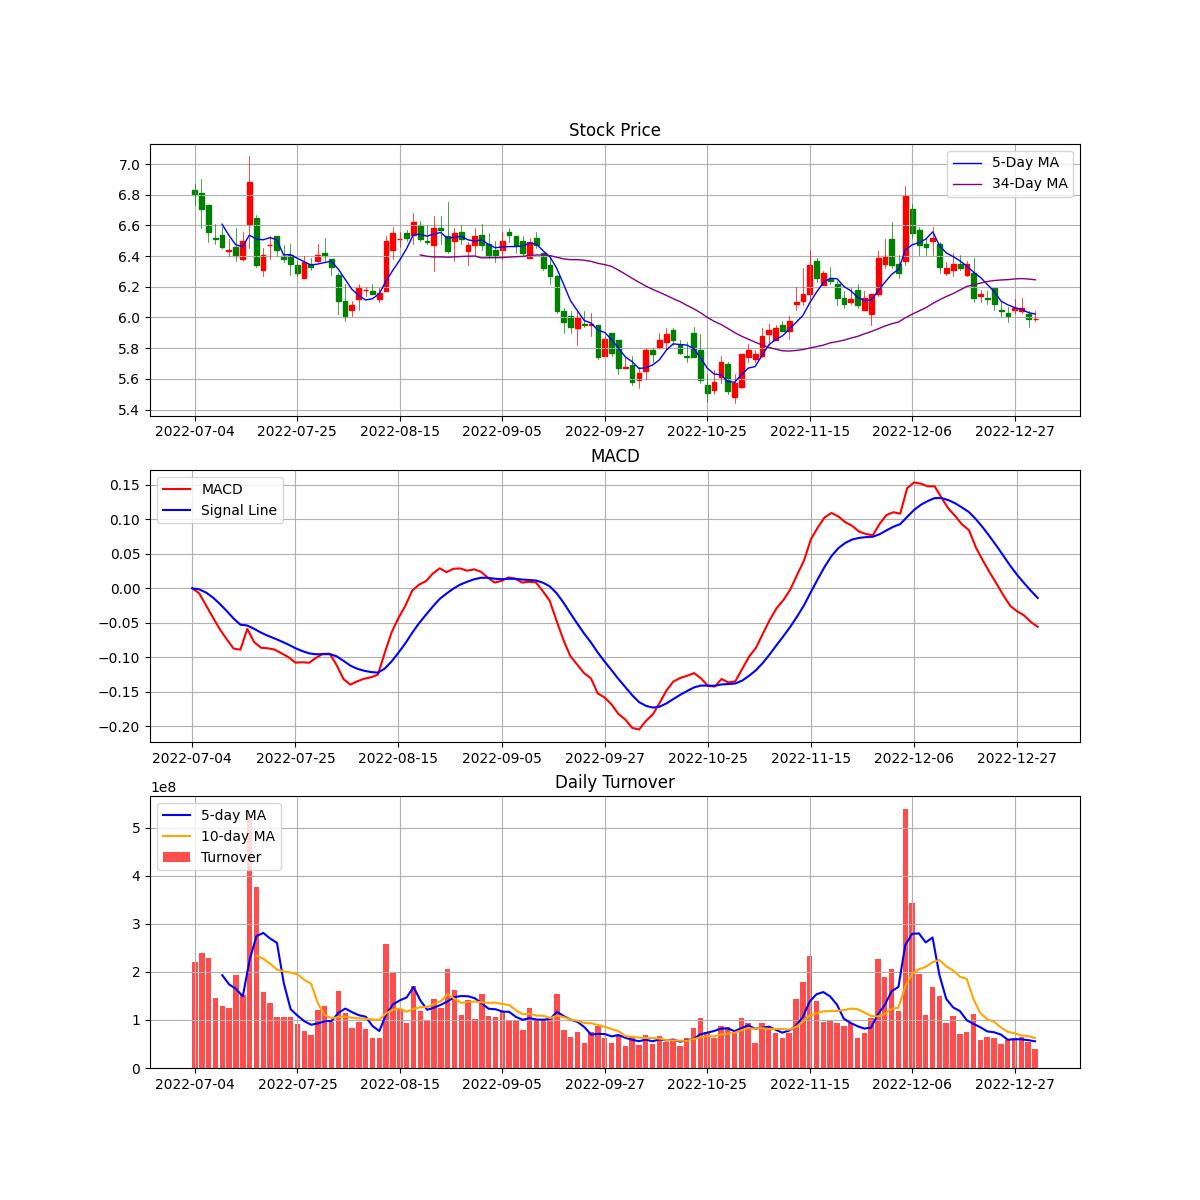 Stock Price
7.0
6.8
6.6
6.4
6.2
6.0
5.8
5.6
5.4
5-Day MA
34-Day MA
2022-07-04 2022-07-25 2022-08-15 2022-09-05 2022-09-27 2022-10-25 2022-11-15 2022-12-06 2022-12-27
MACD
0.15
0.10
0.05
0.00
−0.05
−0.10
−0.15
−0.20
MACD
Signal Line
2022-07-04 2022-07-25 2022-08-15 2022-09-05 2022-09-27 2022-10-25 2022-11-15 2022-12-06 2022-12-27
Daily Turnover
1e8
5
4
3
2
1
0
5-day MA
10-day MA
Turnover
2022-07-04 2022-07-25 2022-08-15 2022-09-05 2022-09-27 2022-10-25 2022-11-15 2022-12-06 2022-12-27